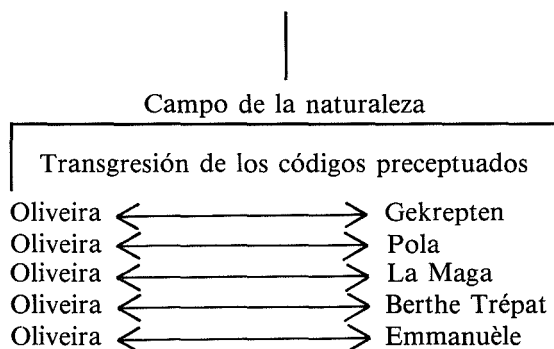 Campo de la naturaleza
Transgresión de los códigos preceptuados
Oliveira Gekrepten
Oliveira Pola
Oliveira La Maga
Oliveira Berthe Trépat
Oliveira Emmanuèle